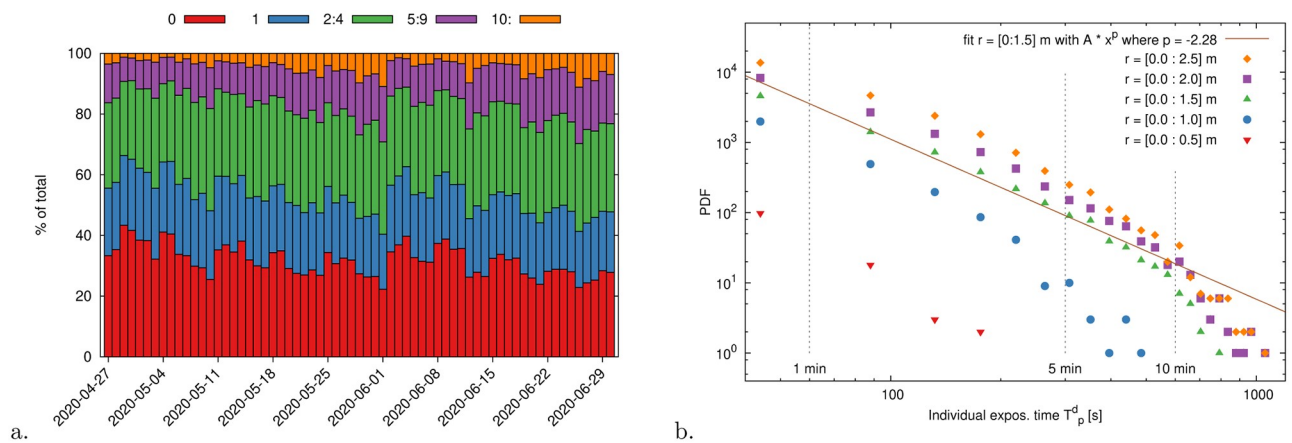 0 1 2:4 5:9 10:
100
80
60
40
20
0
% of total
2020-04-27 2020-05-04 2020-05-11 2020-05-18 2020-05-25 2020-06-01 2020-06-08 2020-06-15 2020-06-22 2020-06-29
a.
fit r = [0:1.5] m with A * x^p where p = -2.28
r = [0.0 : 2.5] m
r = [0.0 : 2.0] m
r = [0.0 : 1.5] m
r = [0.0 : 1.0] m
r = [0.0 : 0.5] m
10^4
10^3
10^2
10^1
10^0
PDF
1 min 5 min 10 min
100 1000
Individual expos. time T^d_p [s]
b.